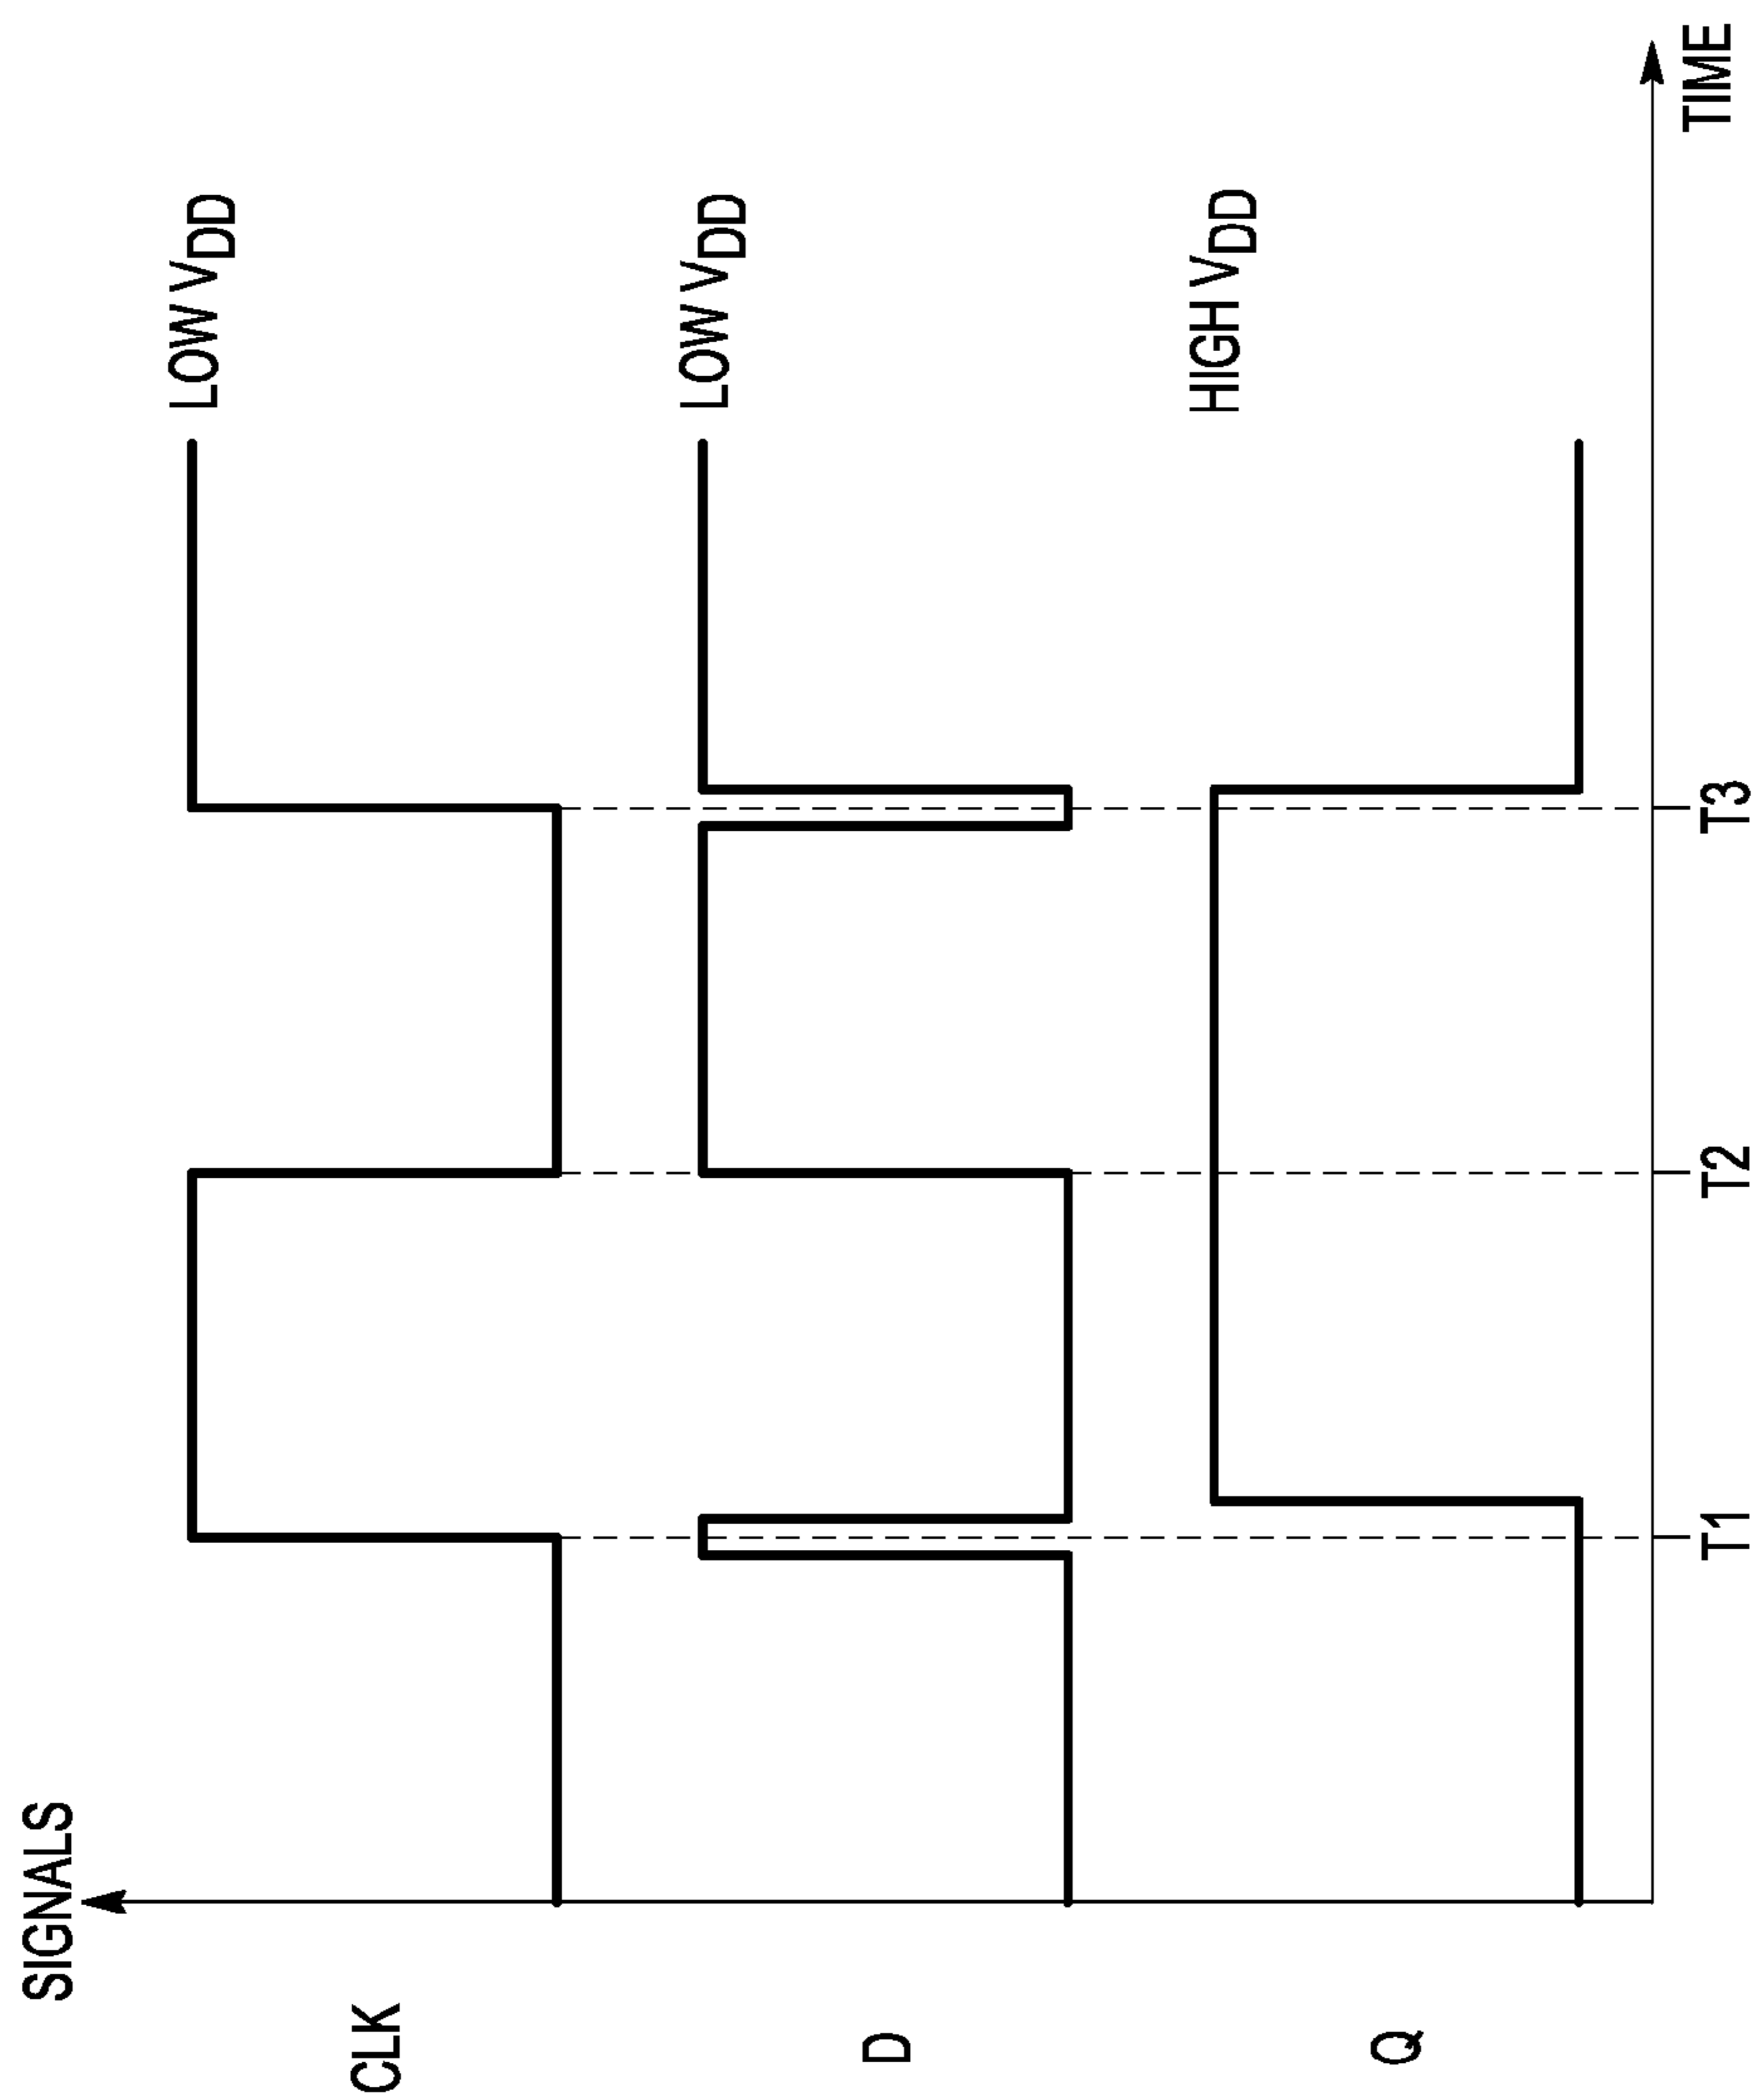 SIGNALS
CLK
LOW VDD
D
LOW VDD
Q
HIGH VDD
T1
T2
T3
TIME